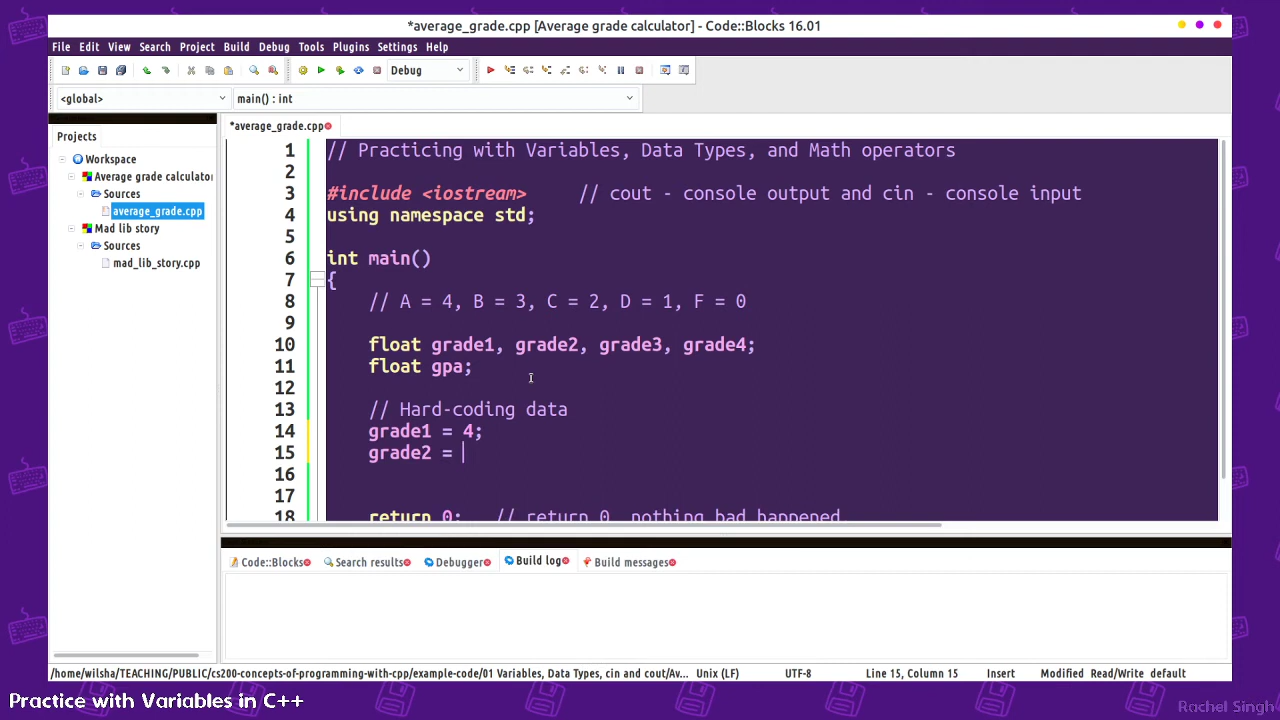 *average_grade.cpp [Average grade calculator] - Code::Blocks 16.01
File Edit View Search Project Build Debug Tools Plugins Settings Help
Debug
<global> main() : int
Projects
Workspace
Average grade calculator
Sources
average_grade.cpp
Mad lib story
Sources
mad_lib_story.cpp
*average_grade.cpp
1 // Practicing with Variables, Data Types, and Math operators
2
3 #include <iostream> // cout - console output and cin - console input
4 using namespace std;
5
6 int main()
7 {
8 // A = 4, B = 3, C = 2, D = 1, F = 0
9
10 float grade1, grade2, grade3, grade4;
11 float gpa;
12
13 // Hard-coding data
14 grade1 = 4;
15 grade2 =
16
17
18 return 0; // return 0, nothing bad happened
Code::Blocks Search results Debugger Build log Build messages
/home/wilsha/TEACHING/PUBLIC/cs200-concepts-of-programming-with-cpp/example-code/01 Variables, Data Types, cin and cout/Av... Unix (LF) UTF-8 Line 15, Column 15 Insert Modified Read/Write default
Practice with Variables in C++
Rachel Singh